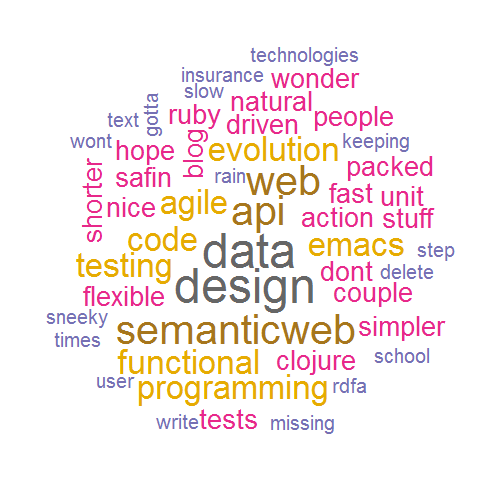 technologies
insurance wonder
slow
natural
gotta
text ruby driven people
wont blog keeping
hope evolution
shorter safin rain web packed
nice agile api fast unit
action stuff
code data emacs step
testing design dont delete
flexible couple
sneeky semanticweb simpler
times
functional clojure school
user programming rdfa
write tests missing